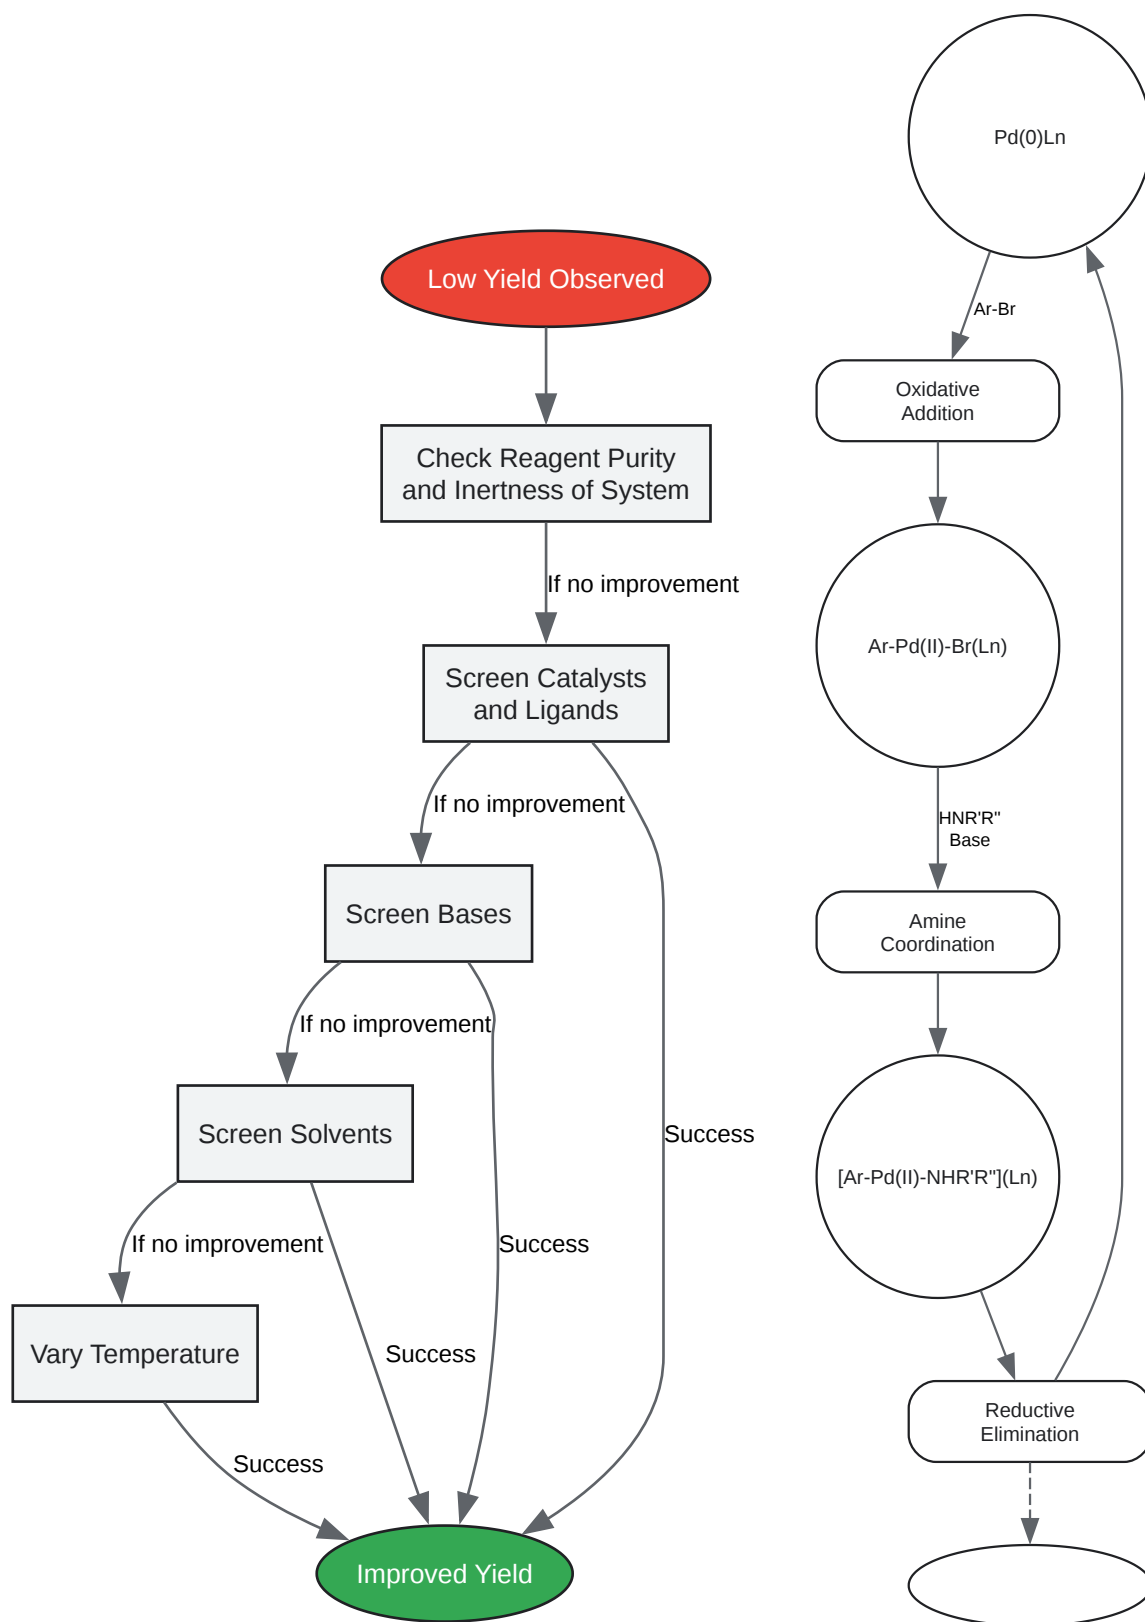 Low Yield Observed
Check Reagent Purity
and Inertness of System
If no improvement
Screen Catalysts
and Ligands
If no improvement
Screen Bases
If no improvement
Success
Screen Solvents
Success
If no improvement
Success
Vary Temperature
Success
Improved Yield
Pd(0)Ln
Ar-Br
Oxidative
Addition
Ar-Pd(II)-Br(Ln)
HNR'R"
Base
Amine
Coordination
[Ar-Pd(II)-NHR'R"](Ln)
Reductive
Elimination